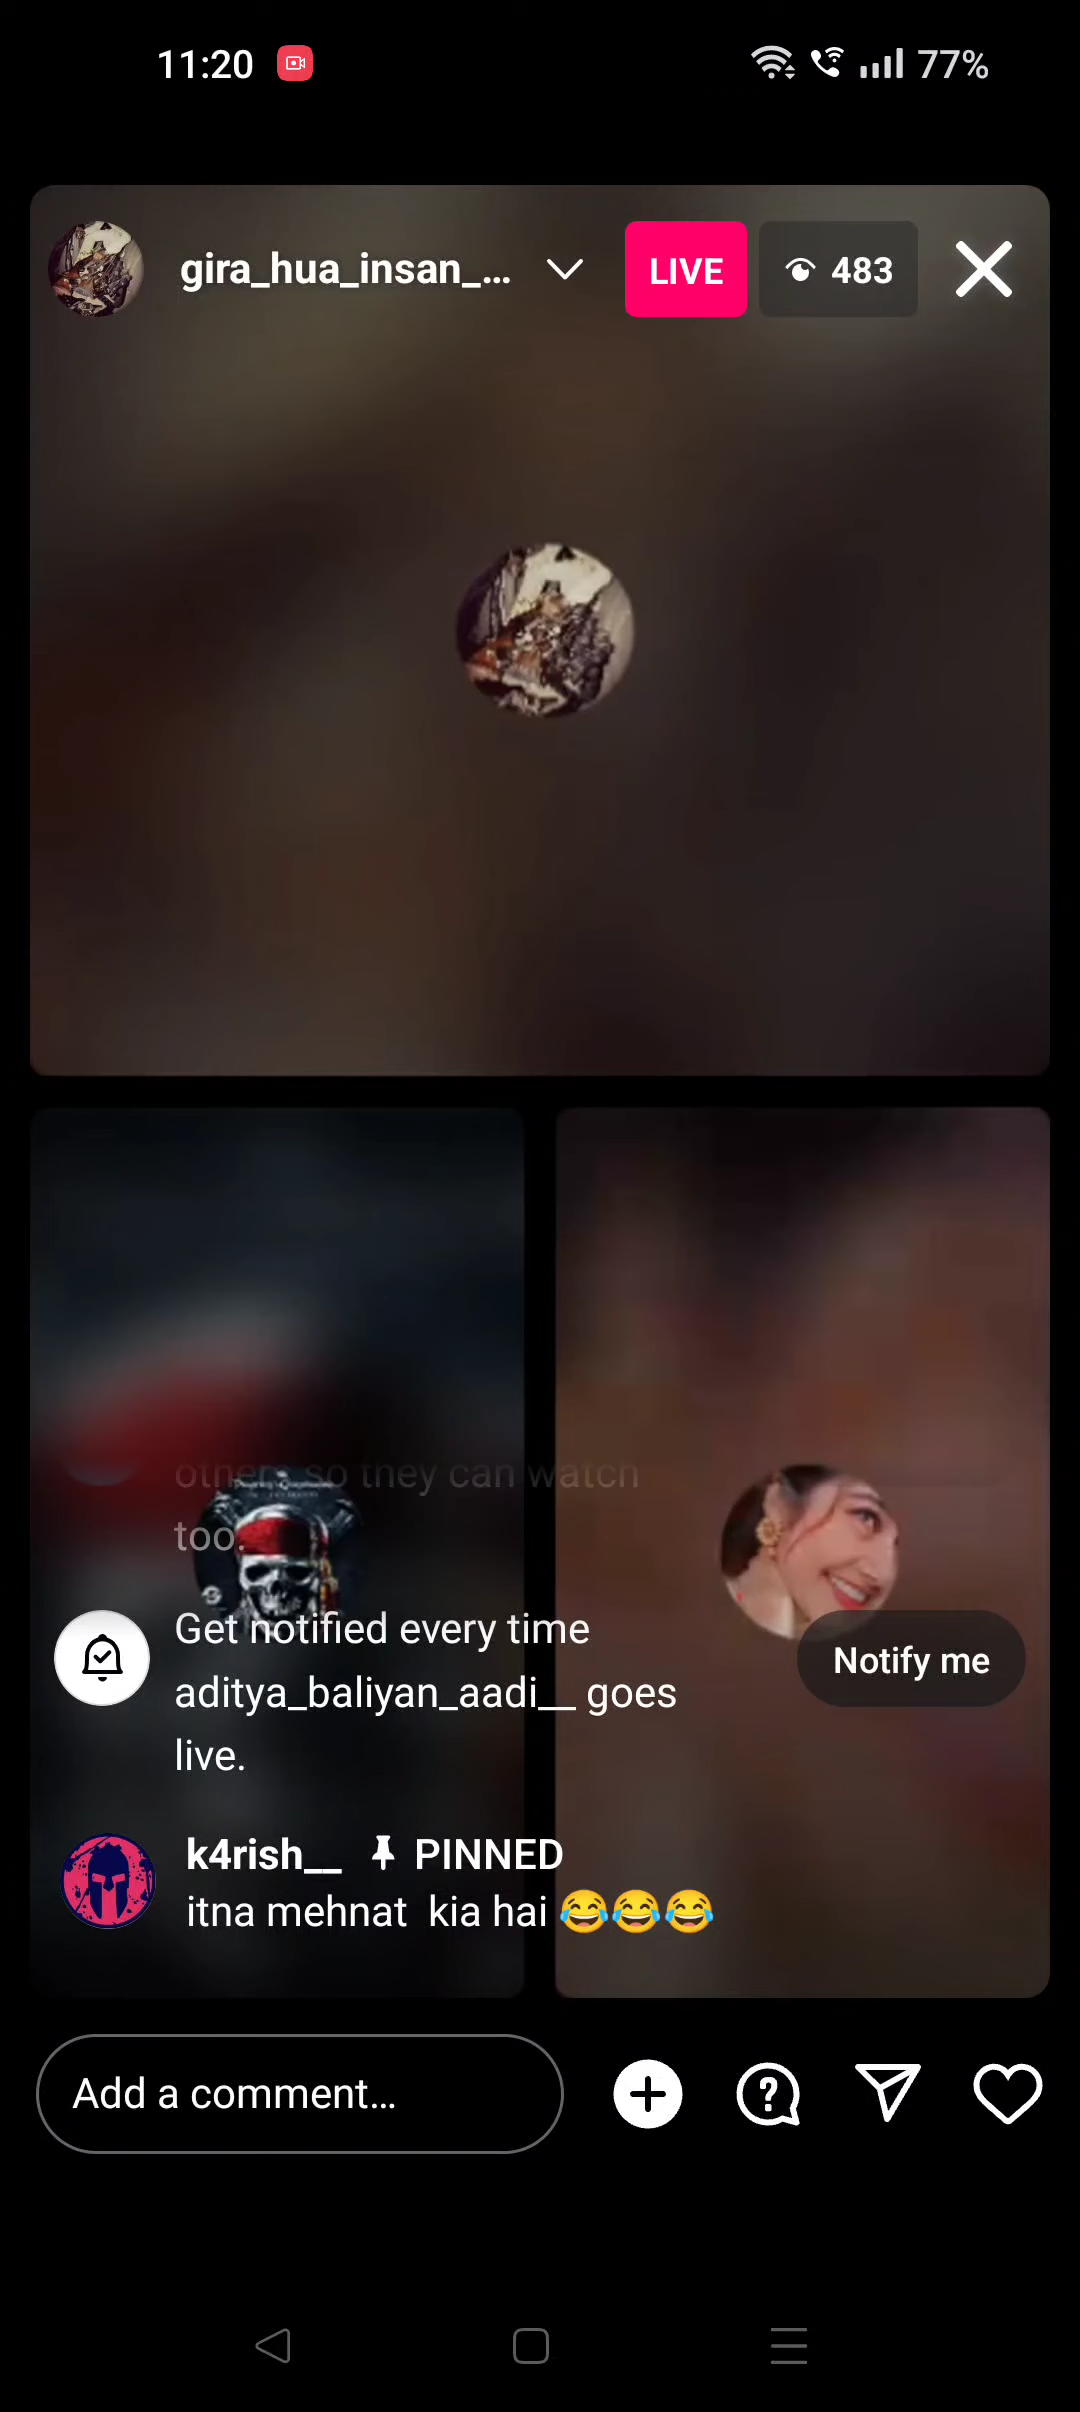 11:20
77%
gira_hua_insan_...
LIVE
483
others so they can watch
too.
Get notified every time
aditya_baliyan_aadi__ goes
live.
Notify me
k4rish__ PINNED
itna mehnat kia hai 😂😂😂
Add a comment...